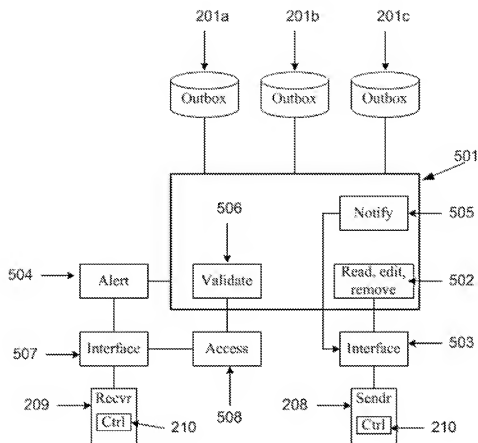 201a 201b 201c
Outbox Outbox Outbox
501
506
Notify 505
504 Alert Validate Read, edit,
remove 502
507 Interface Access Interface 503
209 Recvr 508 208 Sendr
Ctrl 210 Ctrl 210